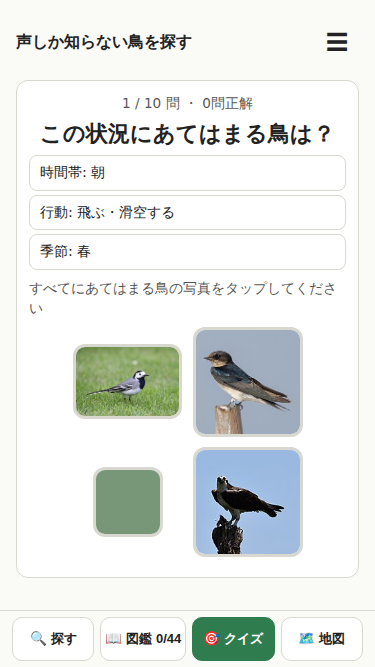 声しか知らない鳥を探す
1 / 10 問 ・ 0問正解
この状況にあてはまる鳥は？
時間帯: 朝
行動: 飛ぶ・滑空する
季節: 春
すべてにあてはまる鳥の写真をタップしてくださ
い
探す
図鑑 0/44
クイズ
地図